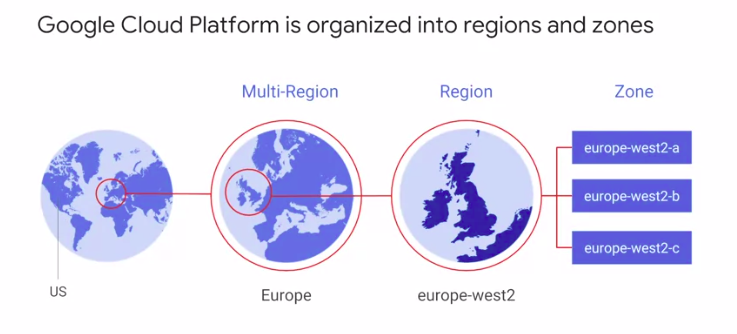 Google Cloud Platform is organized into regions and zones
Multi-Region
Region
Zone
europe-west2-a
europe-west2-b
europe-west2-c
US
Europe
europe-west2